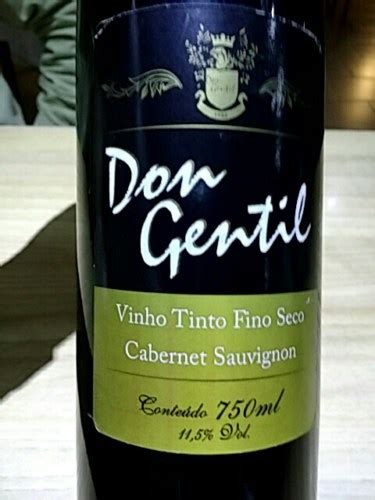 Don
Gentil
Vinho Tinto Fino Seco
Cabernet Sauvignon
Conteúdo 750ml
11,5% Vol.